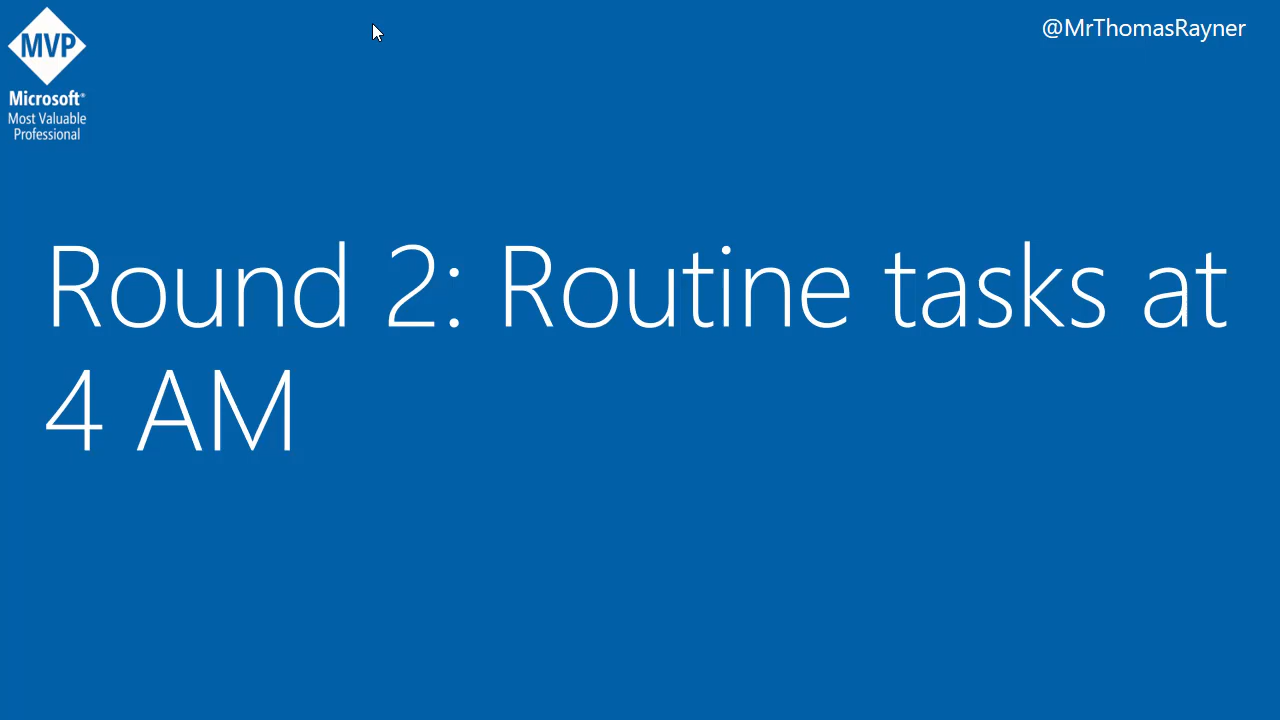 MVP
Microsoft®
Most Valuable
Professional
@MrThomasRayner
Round 2: Routine tasks at
4 AM